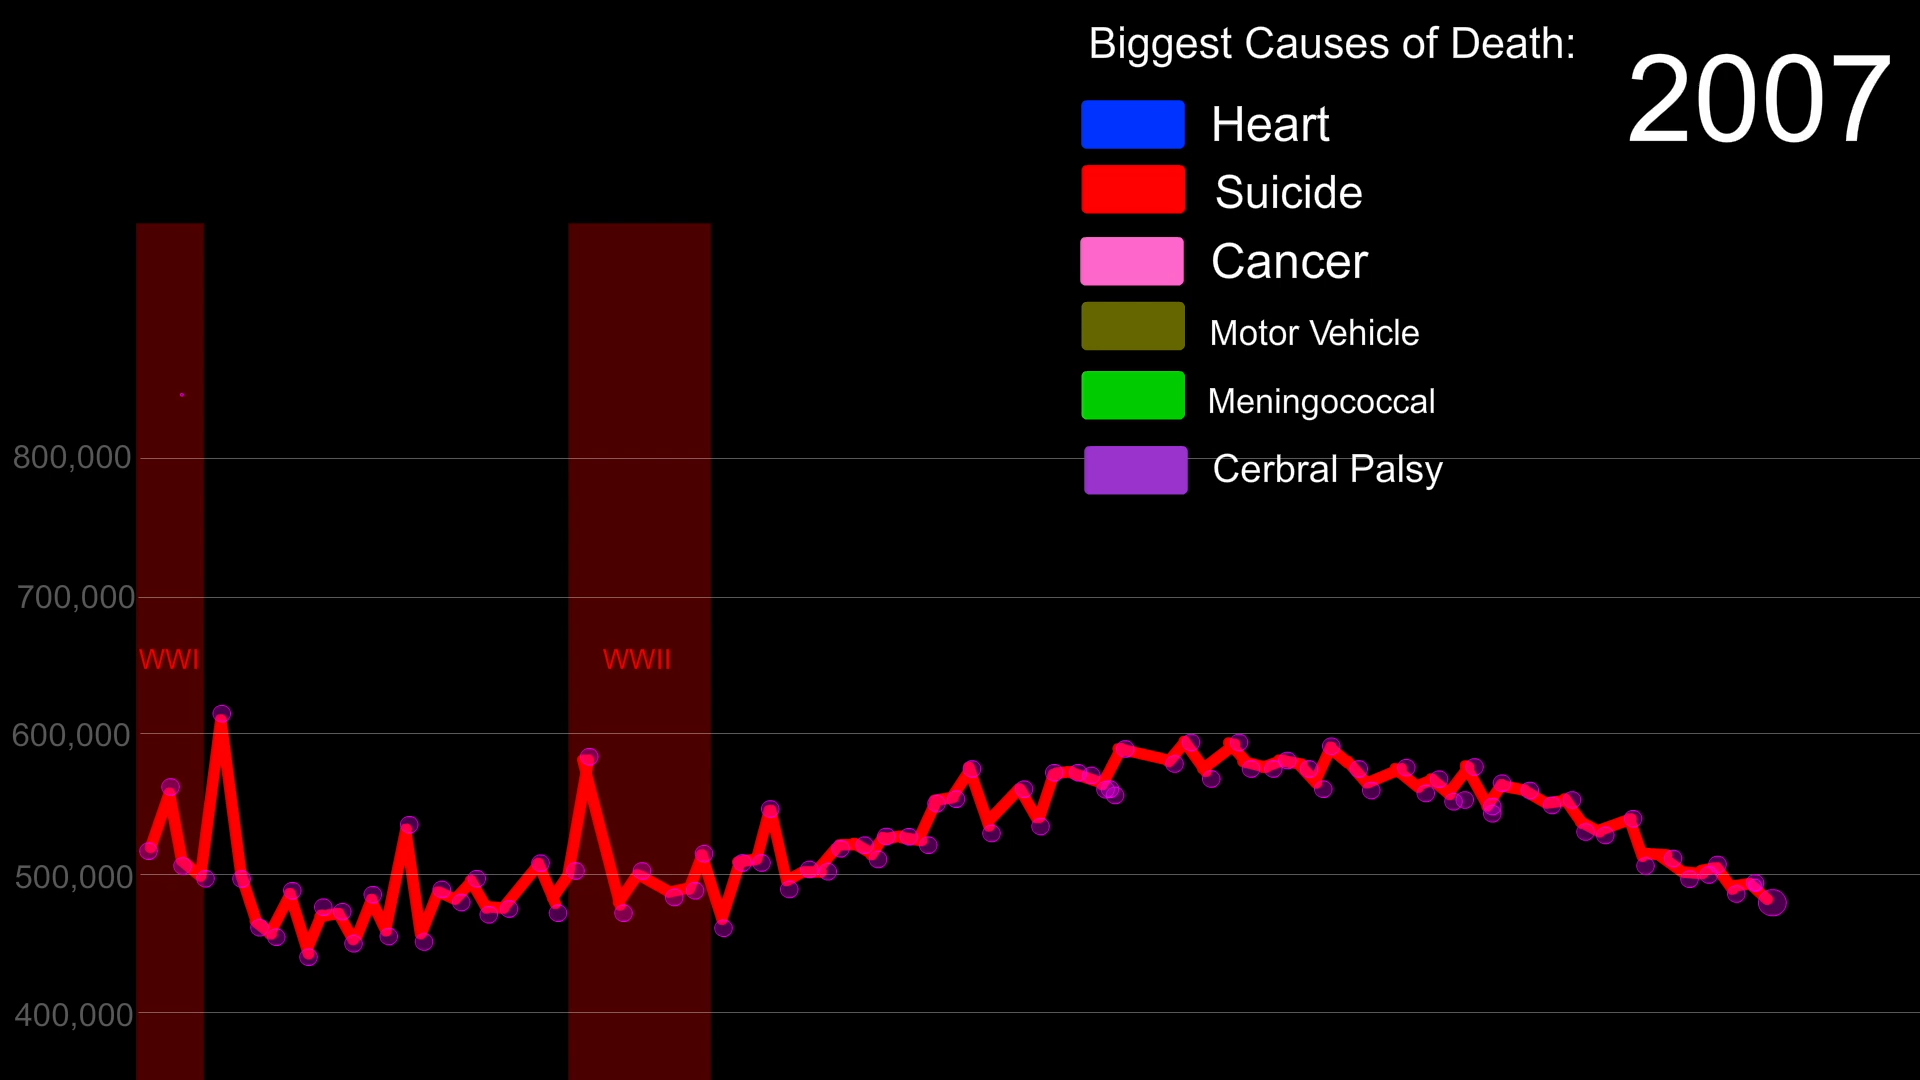 Biggest Causes of Death:
2007
Heart
Suicide
Cancer
Motor Vehicle
Meningococcal
Cerbral Palsy
800,000
700,000
WWI
WWII
600,000
500,000
400,000